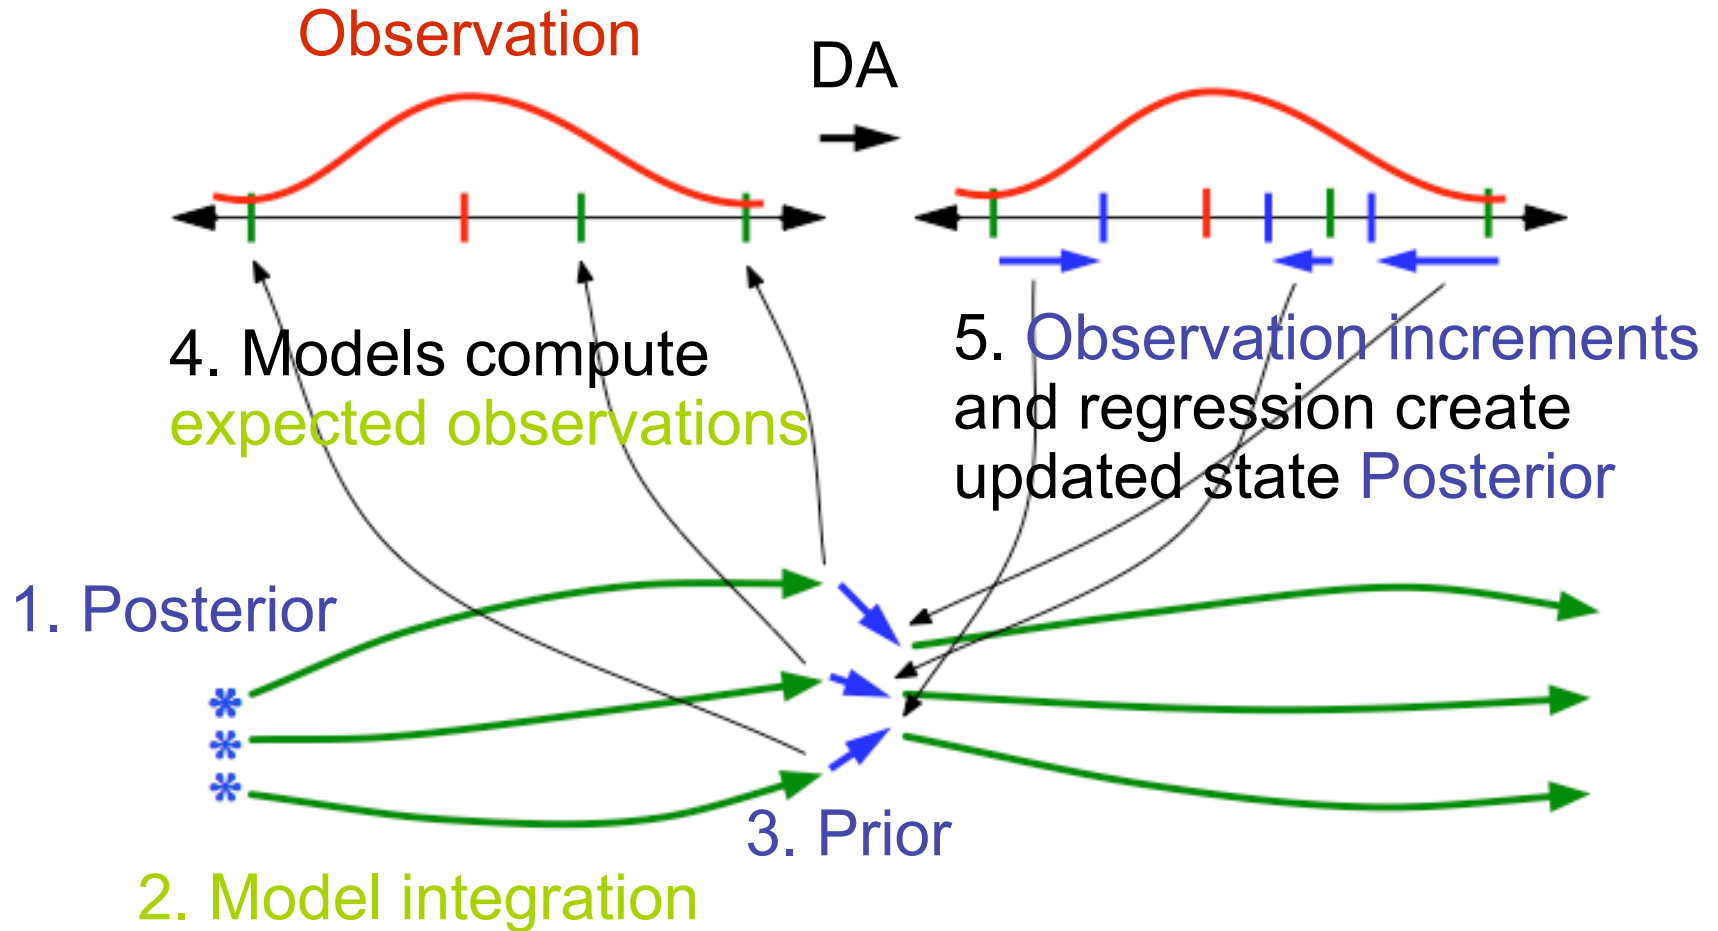 Observation
DA
4. Models compute
expected observations
5. Observation increments
and regression create
updated state Posterior
1. Posterior
*
*
*
3. Prior
2. Model integration